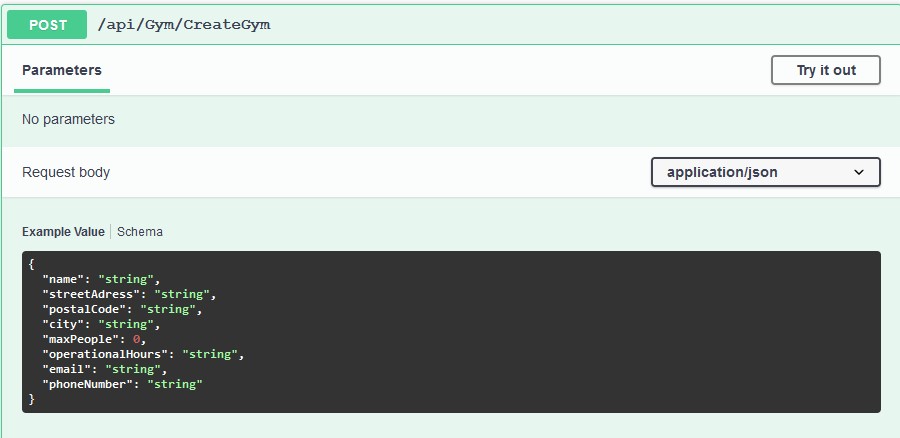 POST /api/Gym/CreateGym
Parameters
Try it out
No parameters
Request body
application/json
Example Value Schema
{
  "name": "string",
  "streetAdress": "string",
  "postalCode": "string",
  "city": "string",
  "maxPeople": 0,
  "operationalHours": "string",
  "email": "string",
  "phoneNumber": "string"
}